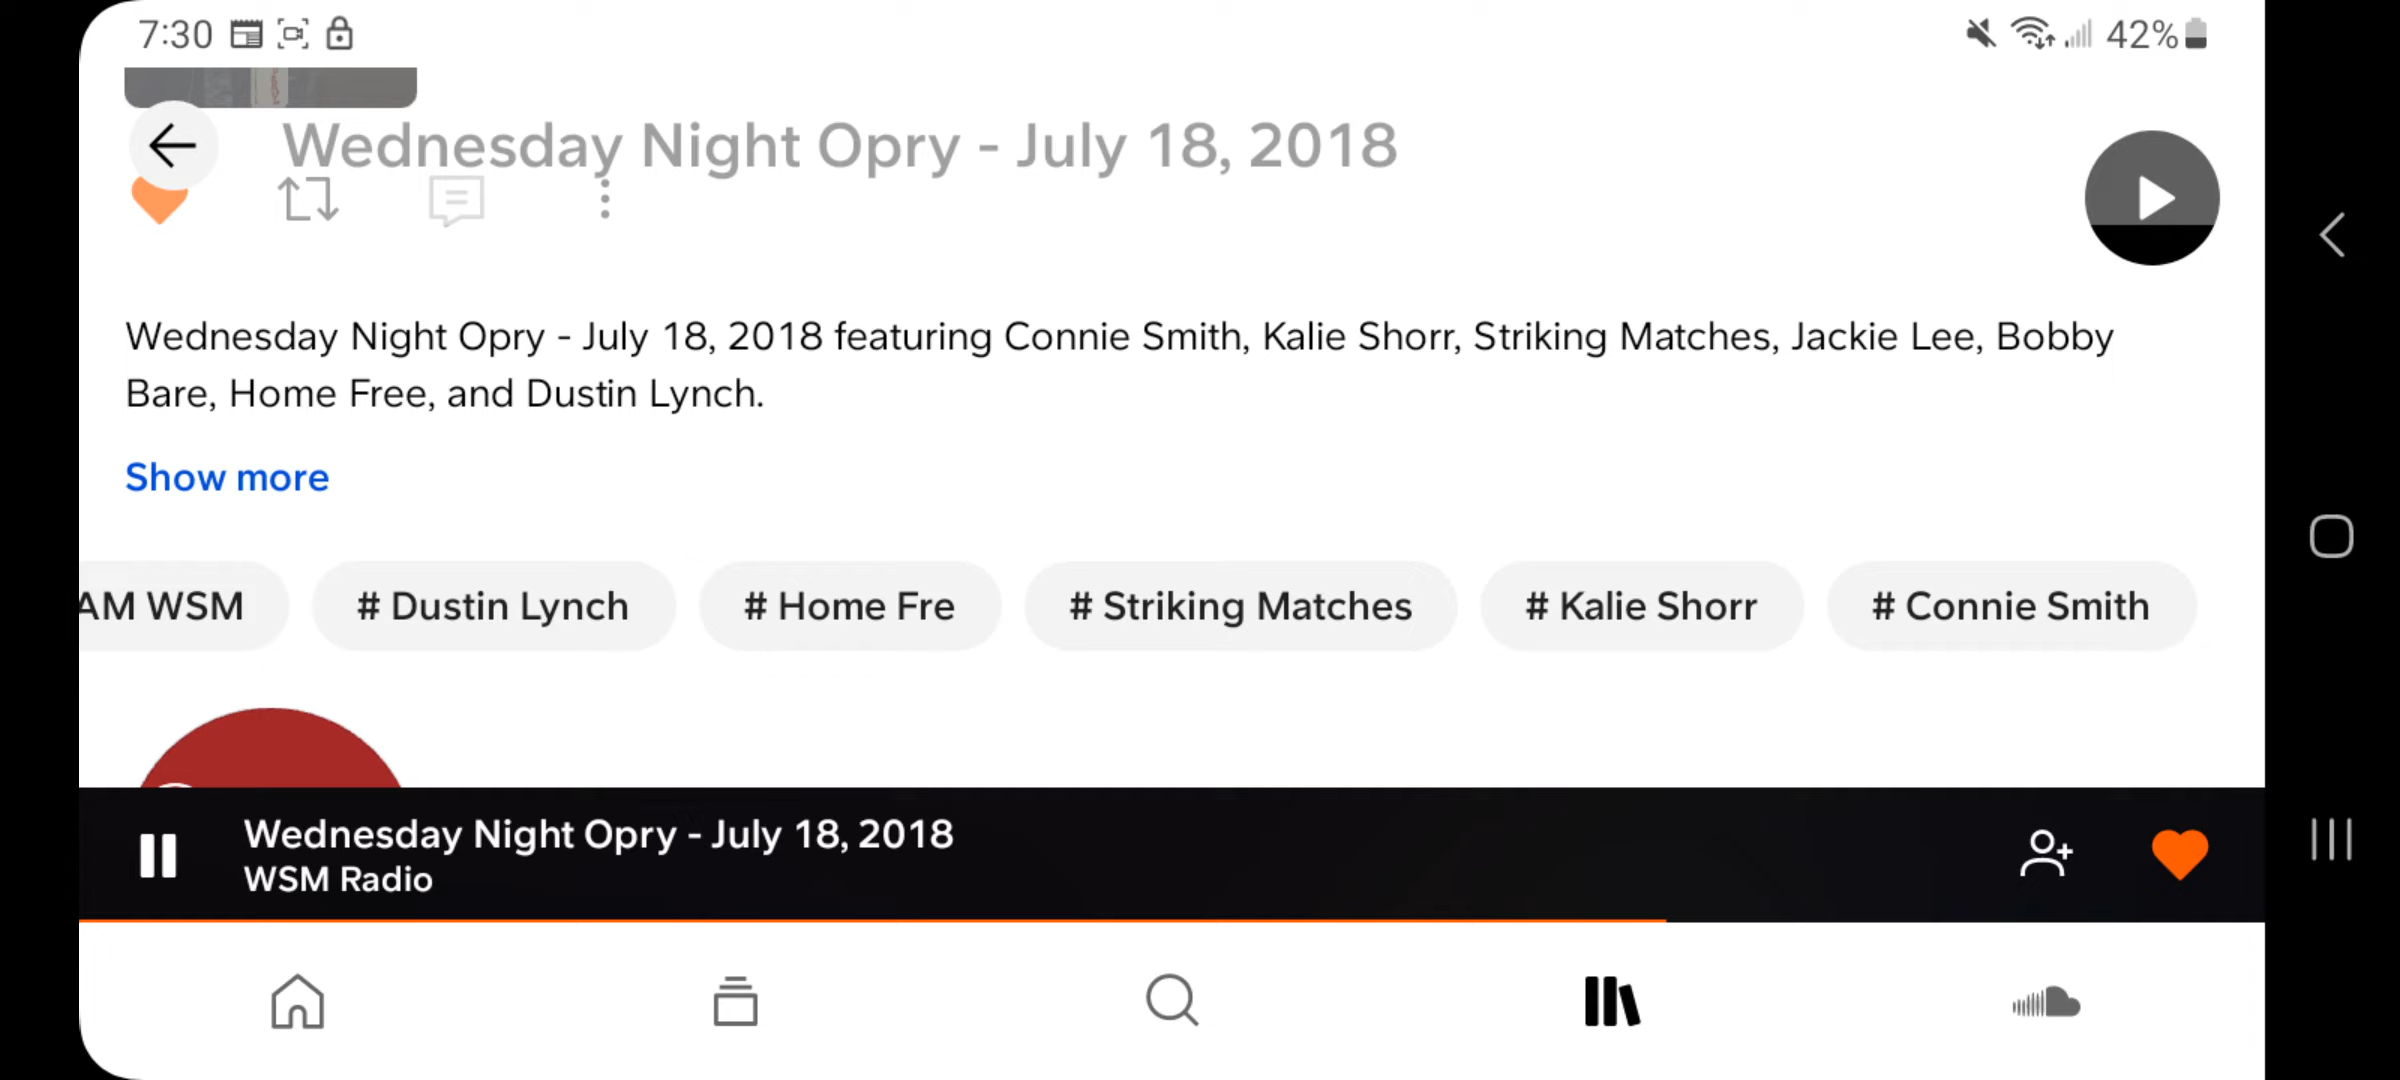 7:30
42%
Wednesday Night Opry - July 18, 2018
Wednesday Night Opry - July 18, 2018 featuring Connie Smith, Kalie Shorr, Striking Matches, Jackie Lee, Bobby
Bare, Home Free, and Dustin Lynch.
Show more
AM WSM
# Dustin Lynch
# Home Fre
# Striking Matches
# Kalie Shorr
# Connie Smith
Wednesday Night Opry - July 18, 2018
WSM Radio